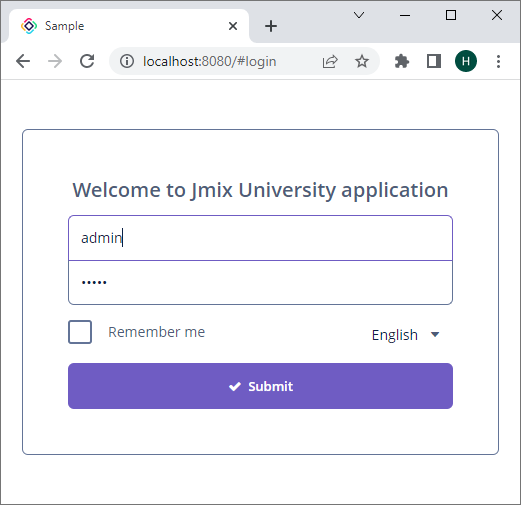 Sample
localhost:8080/#login
H
Welcome to Jmix University application
admin
•••••
Remember me
English
Submit